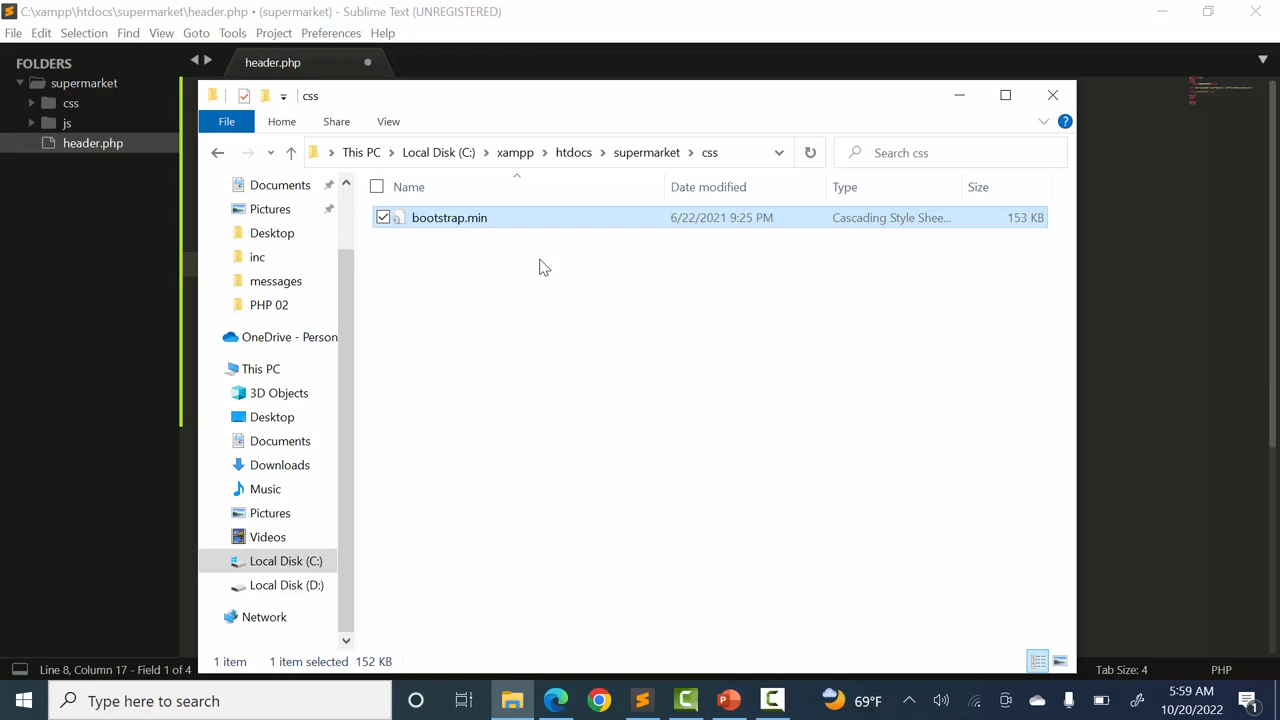 C:\xampp\htdocs\supermarket\header.php • (supermarket) - Sublime Text (UNREGISTERED)
File Edit Selection Find View Goto Tools Project Preferences Help
FOLDERS
supermarket
css
js
header.php
header.php
css
File Home Share View
This PC Local Disk (C:) xampp htdocs supermarket css
Search css
Name Date modified Type Size
bootstrap.min 6/22/2021 9:25 PM Cascading Style Shee... 153 KB
Documents
Pictures
Desktop
inc
messages
PHP 02
OneDrive - Person
This PC
3D Objects
Desktop
Documents
Downloads
Music
Pictures
Videos
Local Disk (C:)
Local Disk (D:)
Network
1 item 1 item selected 152 KB
Line 8, Column 17 - Field 1 of 4
Tab Size: 4 PHP
Type here to search
69°F
5:59 AM
10/20/2022
1